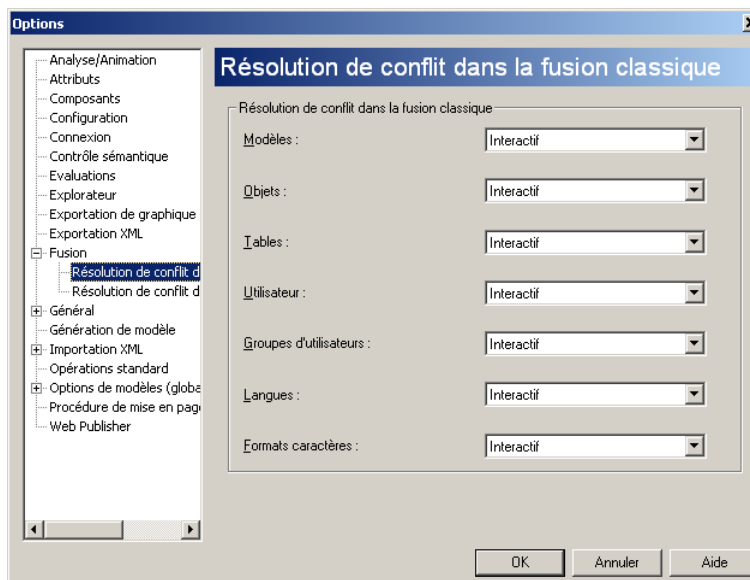 Options
Analyse/Animation
Attributs
Composants
Configuration
Connexion
Contrôle sémantique
Evaluations
Explorateur
Exportation de graphique
Exportation XML
Fusion
Résolution de conflit d
Résolution de conflit d
Général
Génération de modèle
Importation XML
Opérations standard
Options de modèles (globa
Procédure de mise en pag
Web Publisher
Résolution de conflit dans la fusion classique
Résolution de conflit dans la fusion classique
Modèles : Interactif
Objets : Interactif
Tables : Interactif
Utilisateur : Interactif
Groupes d'utilisateurs : Interactif
Langues : Interactif
Formats caractères : Interactif
OK Annuler Aide